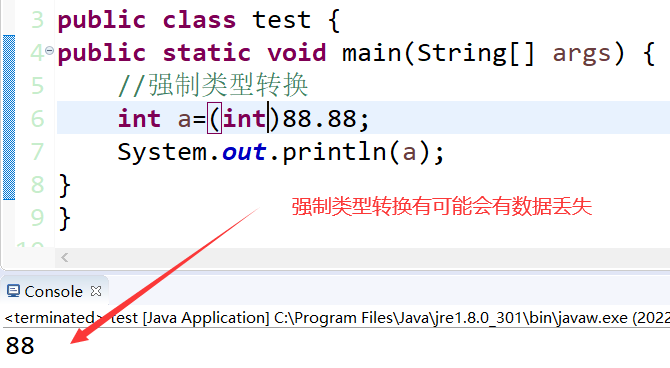 3 public class test {
4 public static void main(String[] args) {
5 //强制类型转换
6 int a=(int)88.88;
7 System.out.println(a);
8 }
9 }
10
强制类型转换有可能会有数据丢失
Console
<terminated> test [Java Application] C:\Program Files\Java\jre1.8.0_301\bin\javaw.exe (2022
88